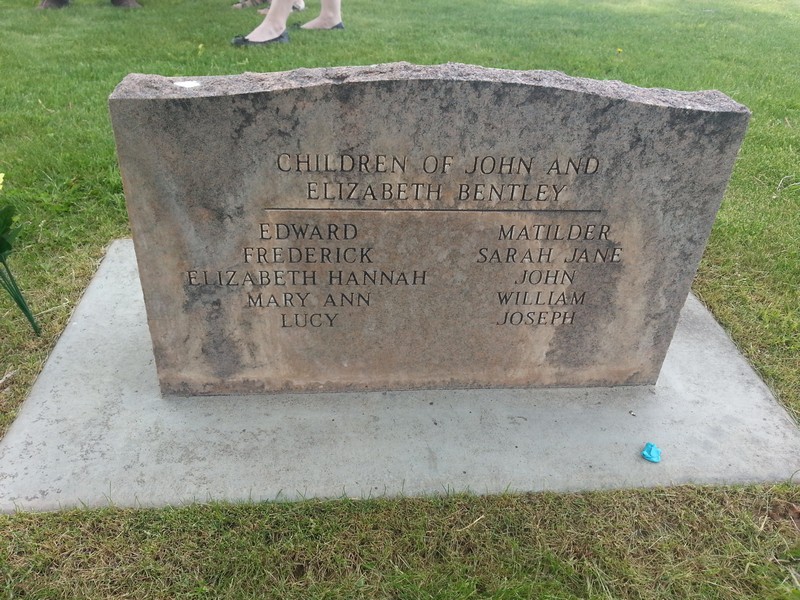 CHILDREN OF JOHN AND
ELIZABETH BENTLEY
EDWARD
FREDERICK
ELIZABETH HANNAH
MARY ANN
LUCY
MATILDER
SARAH JANE
JOHN
WILLIAM
JOSEPH